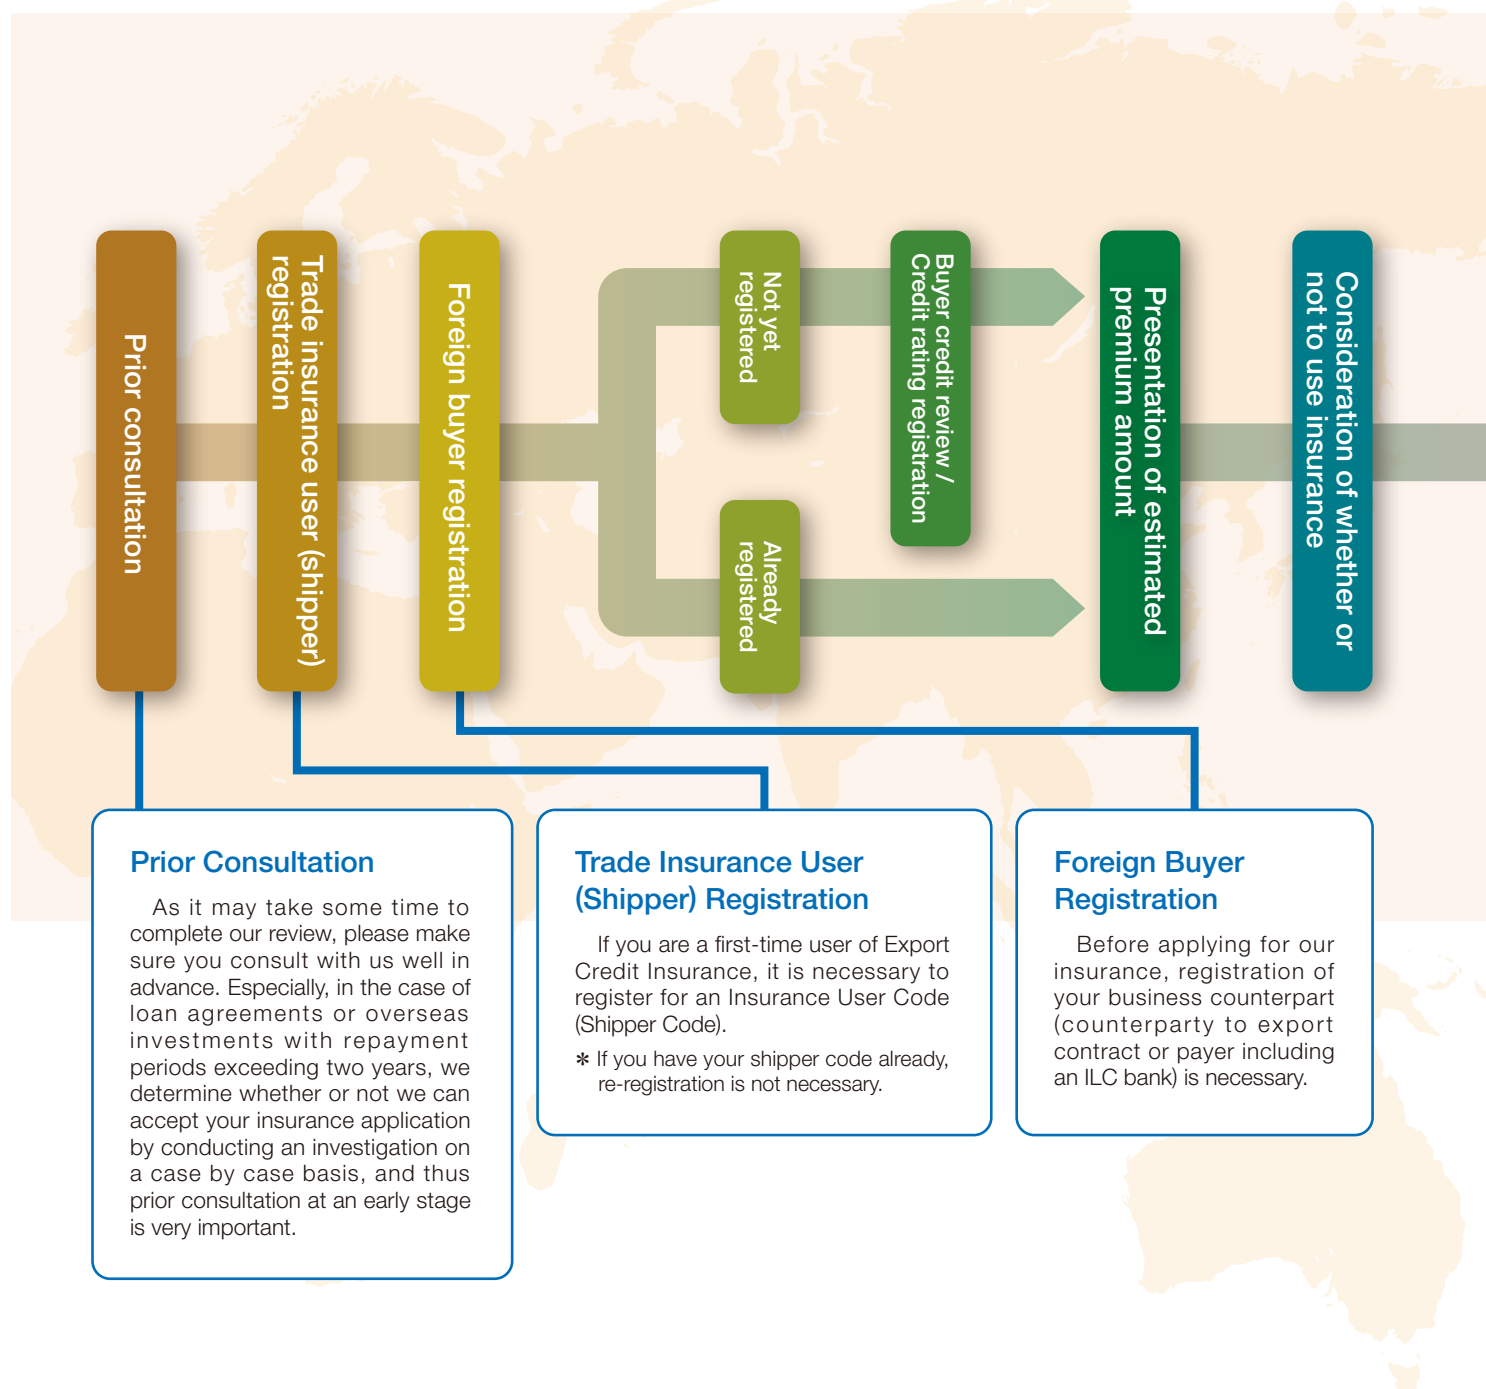 Prior consultation
Trade insurance user (shipper)
registration
Foreign buyer registration
Not yet
registered
Already
registered
Buyer credit review /
Credit rating registration
Presentation of estimated
premium amount
Consideration of whether or
not to use insurance
Prior Consultation
As it may take some time to
complete our review, please make
sure you consult with us well in
advance. Especially, in the case of
loan agreements or overseas
investments with repayment
periods exceeding two years, we
determine whether or not we can
accept your insurance application
by conducting an investigation on
a case by case basis, and thus
prior consultation at an early stage
is very important.
Trade Insurance User
(Shipper) Registration
If you are a first-time user of Export
Credit Insurance, it is necessary to
register for an Insurance User Code
(Shipper Code).
✻ If you have your shipper code already,
re-registration is not necessary.
Foreign Buyer
Registration
Before applying for our
insurance, registration of
your business counterpart
(counterparty to export
contract or payer including
an ILC bank) is necessary.